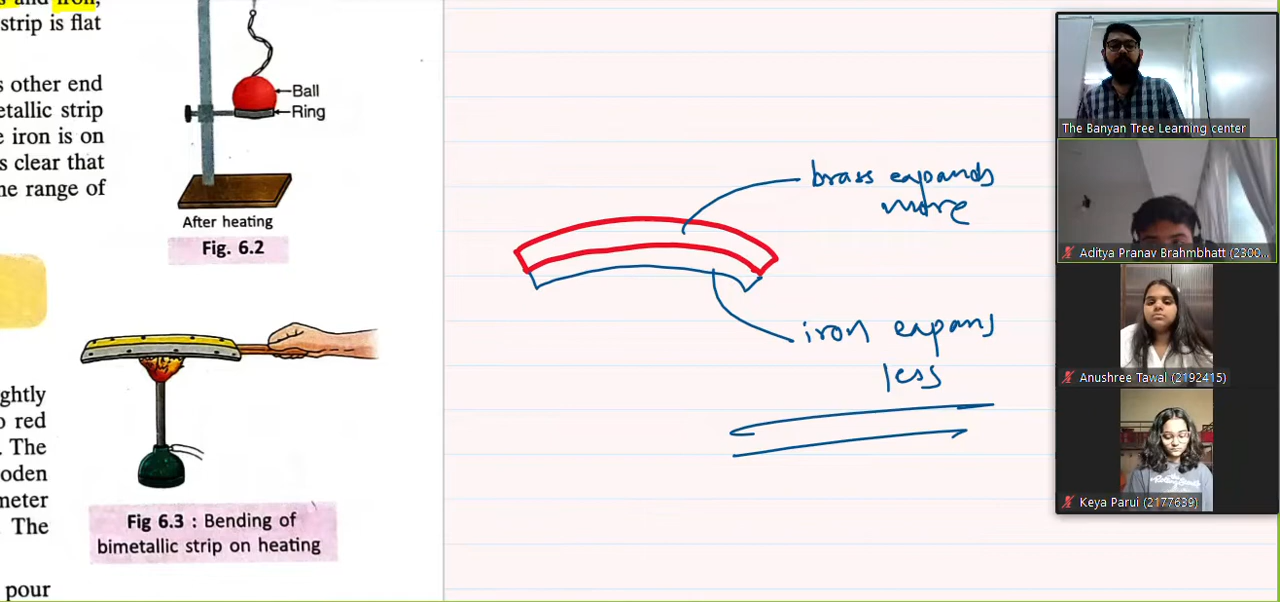 s and iron,
strip is flat
s other end
etallic strip
e iron is on
s clear that
ne range of
Ball
Ring
After heating
Fig. 6.2
ghtly
o red
. The
oden
meter
. The
pour
Fig 6.3 : Bending of
bimetallic strip on heating
brass expands
more
iron expans
less
The Banyan Tree Learning center
Aditya Pranav Brahmbhatt (2300...
Anushree Tawal (2192415)
Keya Parui (2177639)